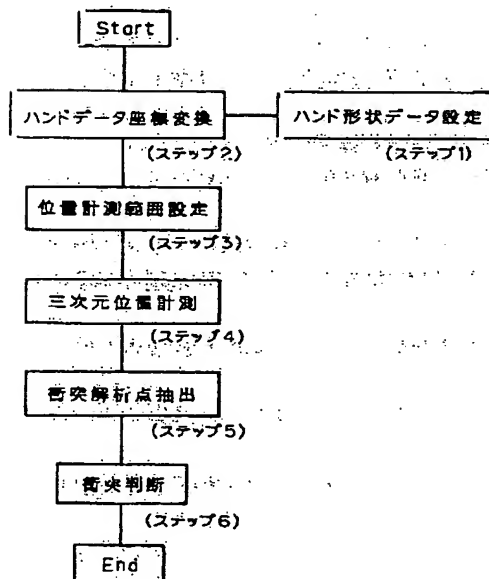 Start
ハンドデータ座標変換
ハンド形状データ設定
(ステップ2)
(ステップ1)
位置計測範囲設定
(ステップ3)
三次元位置計測
(ステップ4)
衝突解析点抽出
(ステップ5)
衝突判断
(ステップ6)
End